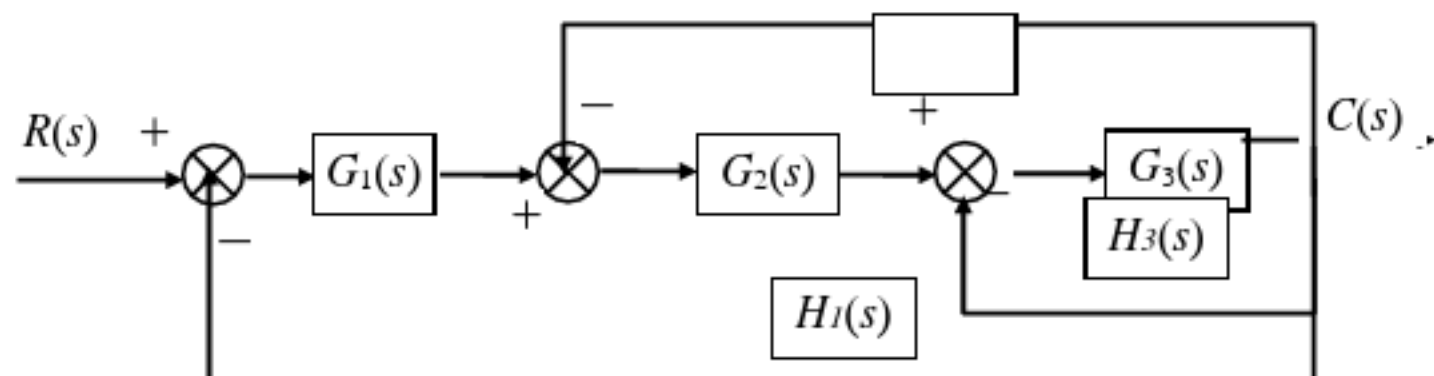 +
R(s) + − C(s)
G₁(s) G₂(s) − G₃(s)
+
− H₃(s)
H₁(s)